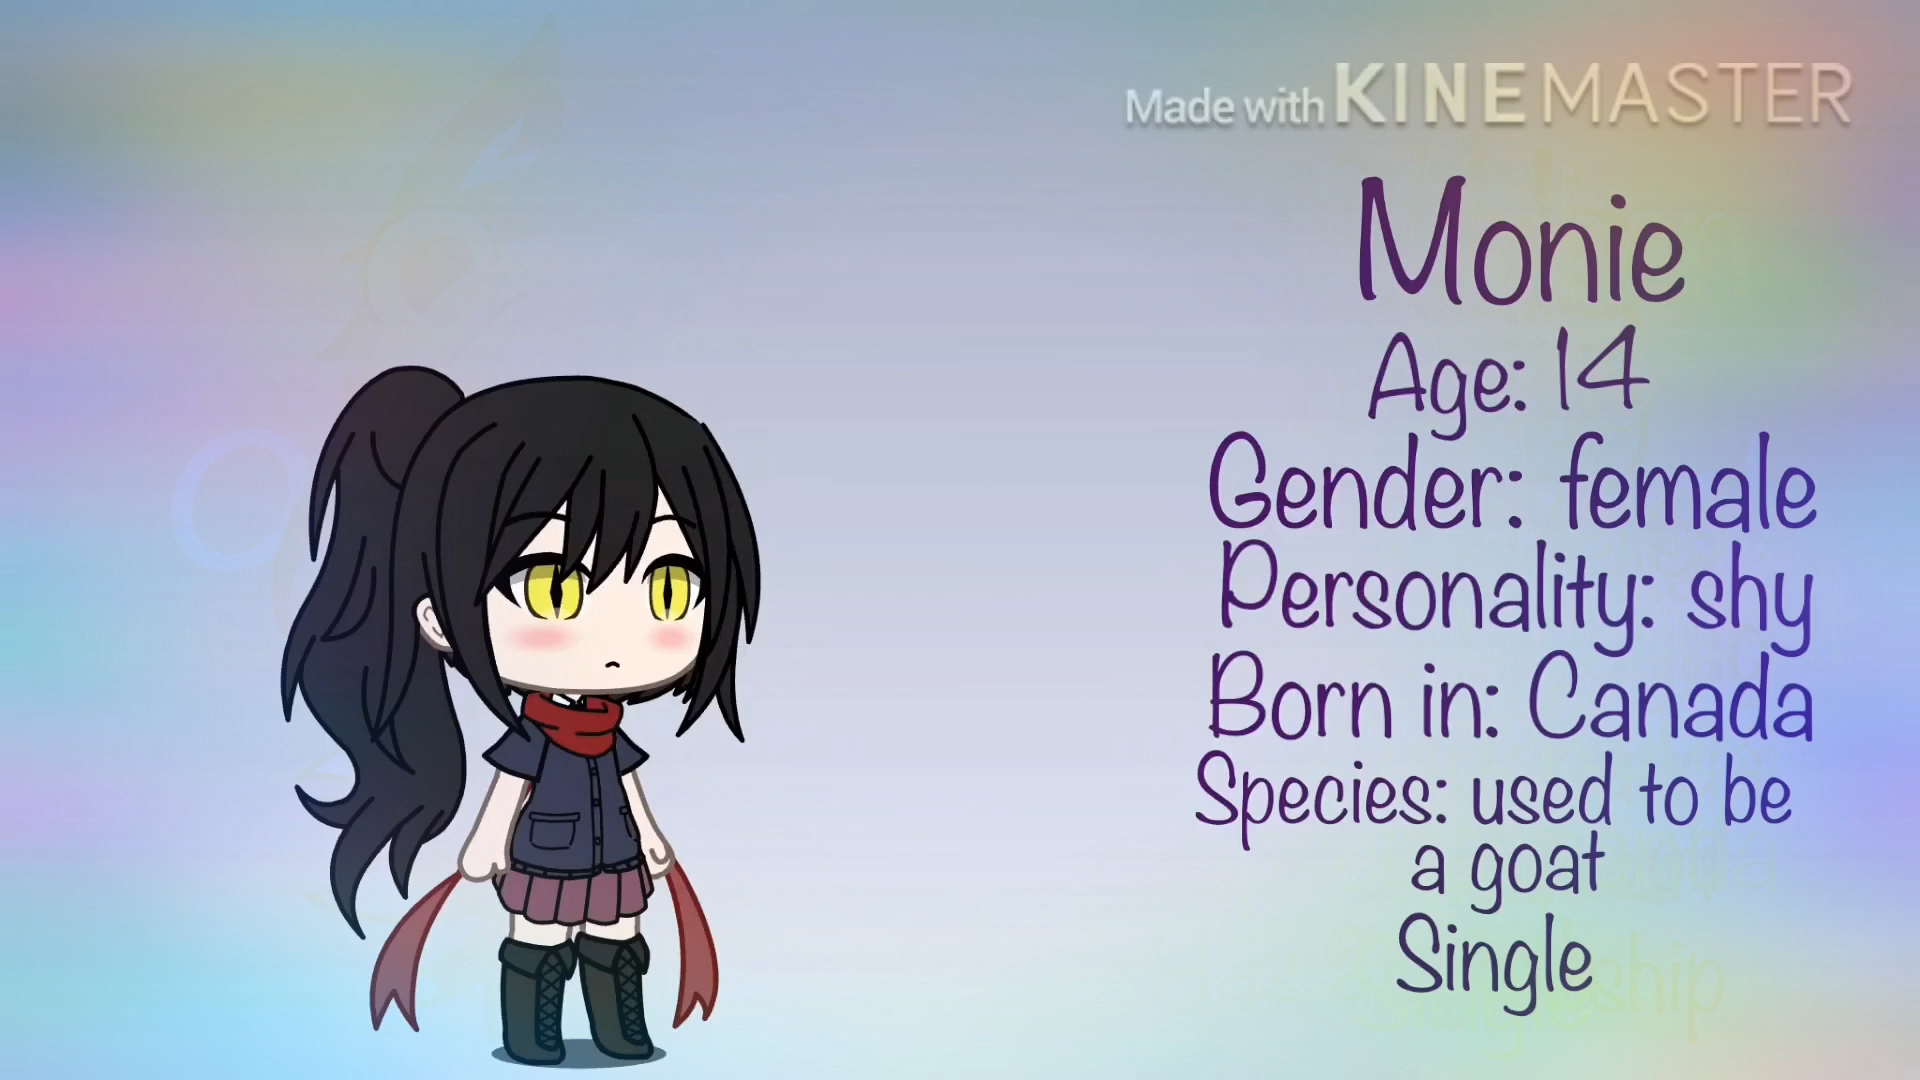 Made with KINEMASTER
Monie
Age: 14
Gender: female
Personality: shy
Born in: Canada
Species: used to be
a goat
Single